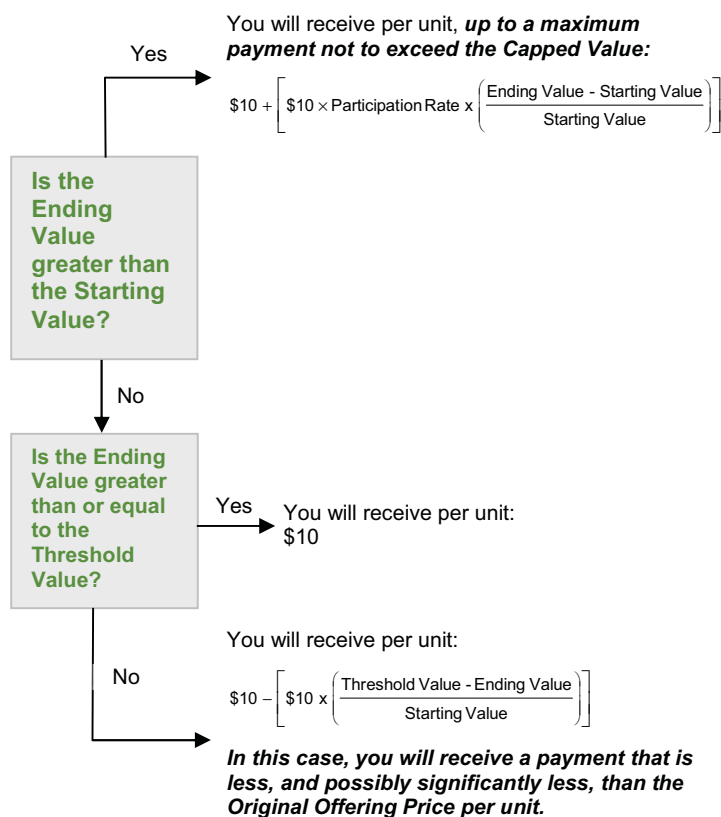 You will receive per unit, up to a maximum
payment not to exceed the Capped Value:
Yes
$10 + [ $10 × Participation Rate x ( Ending Value - Starting Value / Starting Value ) ]
Is the
Ending
Value
greater than
the Starting
Value?
No
Is the Ending
Value greater
than or equal
to the
Threshold
Value?
Yes
You will receive per unit:
$10
No
You will receive per unit:
$10 – [ $10 x ( Threshold Value - Ending Value / Starting Value ) ]
In this case, you will receive a payment that is
less, and possibly significantly less, than the
Original Offering Price per unit.